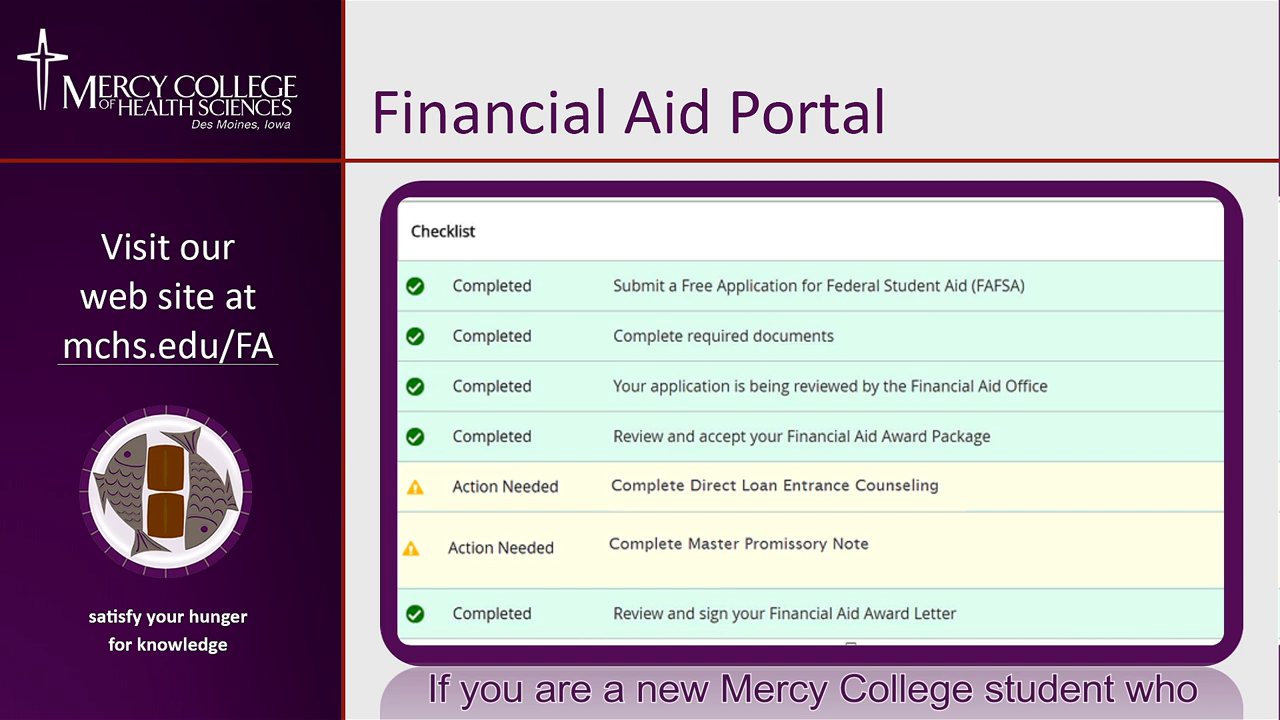 MERCY COLLEGE
OF HEALTH SCIENCES
Des Moines, Iowa
Financial Aid Portal
Visit our
web site at
mchs.edu/FA
satisfy your hunger
for knowledge
Checklist
Completed Submit a Free Application for Federal Student Aid (FAFSA)
Completed Complete required documents
Completed Your application is being reviewed by the Financial Aid Office
Completed Review and accept your Financial Aid Award Package
Action Needed Complete Direct Loan Entrance Counseling
Action Needed Complete Master Promissory Note
Completed Review and sign your Financial Aid Award Letter
If you are a new Mercy College student who